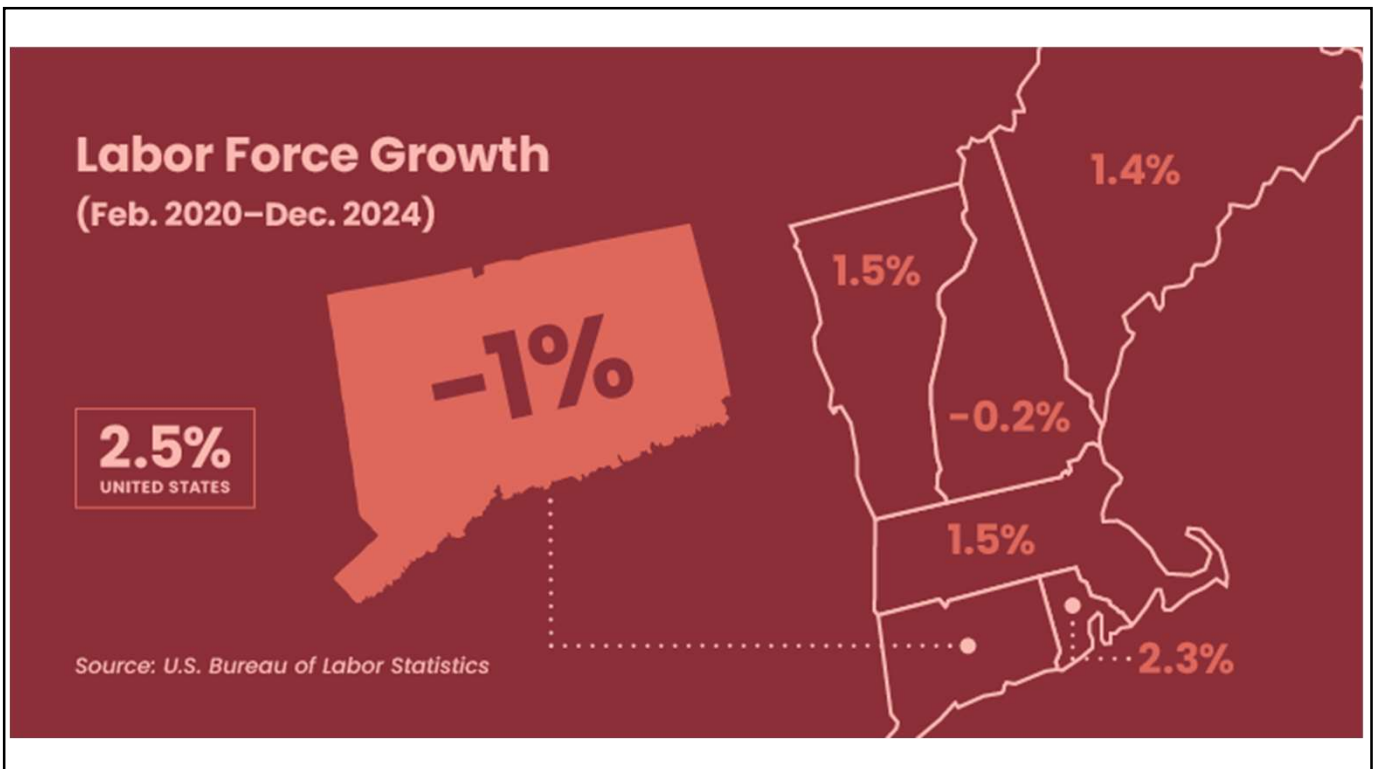 Labor Force Growth
(Feb. 2020–Dec. 2024)
-1%
2.5%
UNITED STATES
1.4%
1.5%
-0.2%
1.5%
2.3%
Source: U.S. Bureau of Labor Statistics